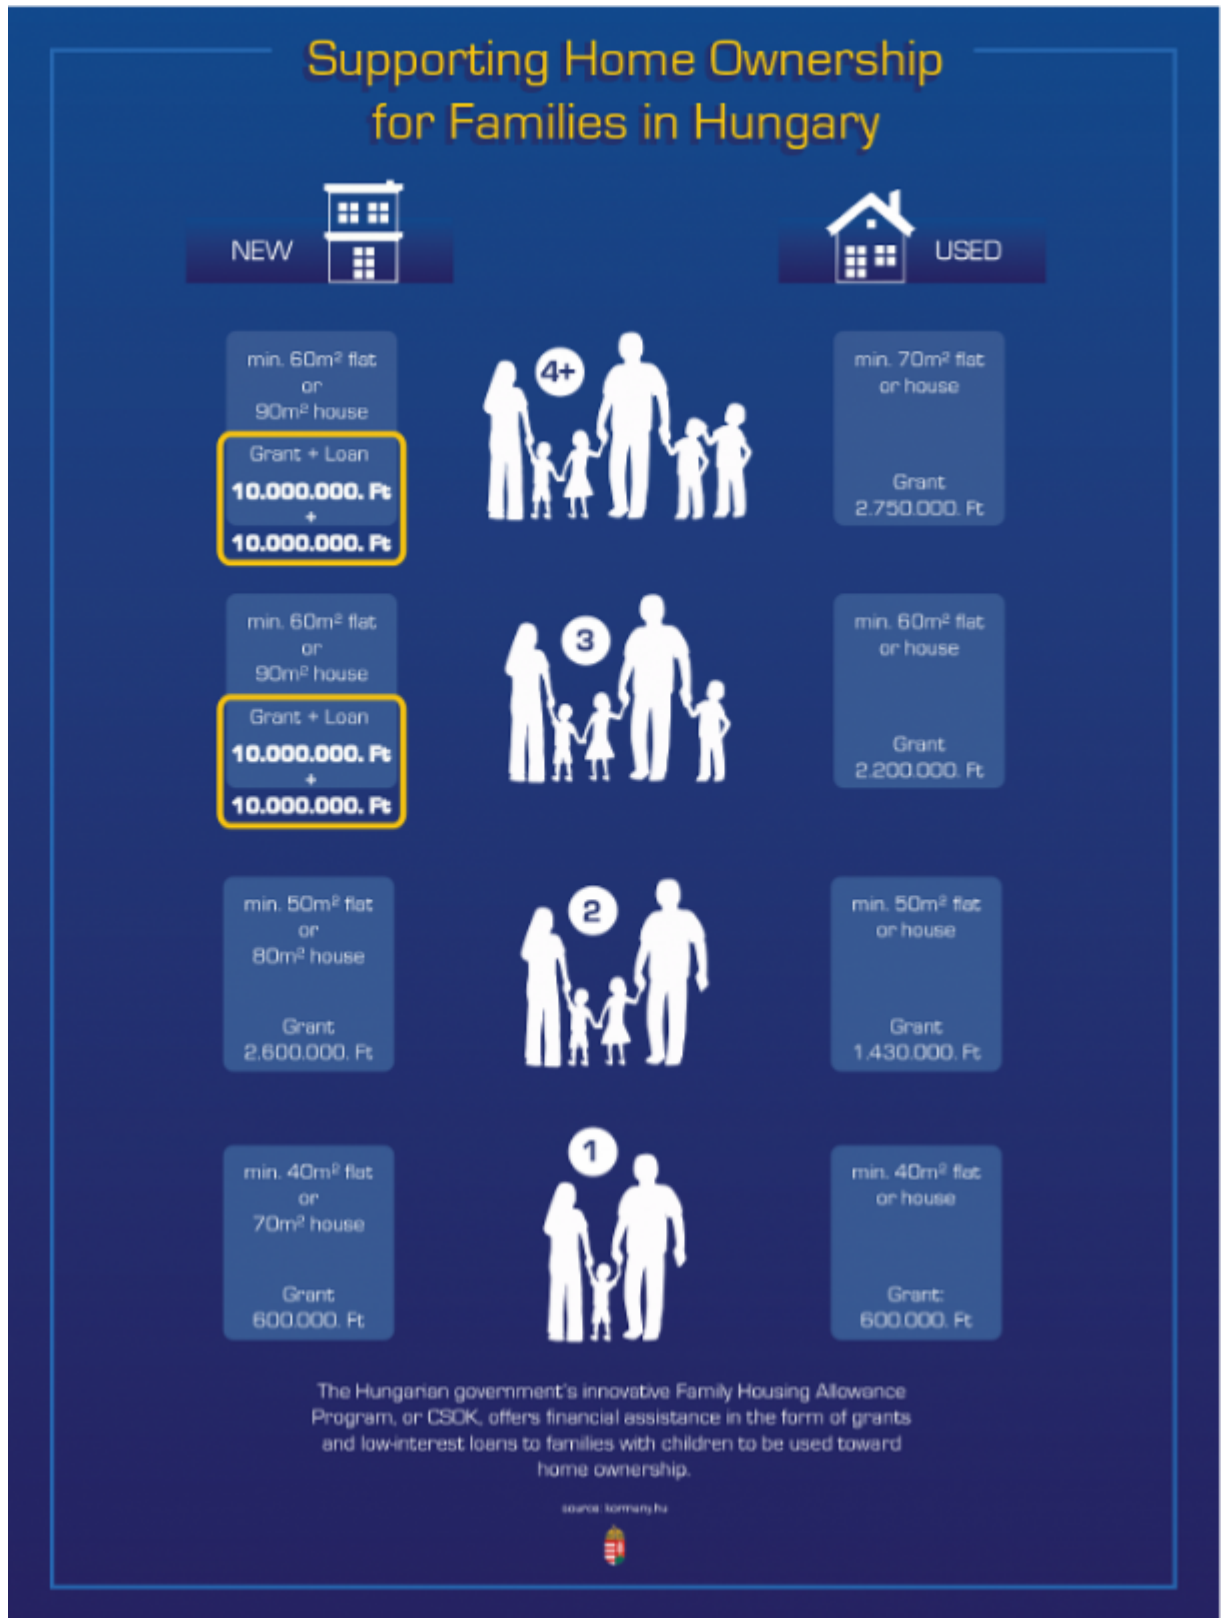 Supporting Home Ownership
for Families in Hungary
NEW
USED
min. 60m² flat
or
90m² house
Grant + Loan
10.000.000. Ft
+
10.000.000. Ft
4+
min. 70m² flat
or house
Grant
2.750.000. Ft
min. 60m² flat
or
90m² house
Grant + Loan
10.000.000. Ft
+
10.000.000. Ft
3
min. 60m² flat
or house
Grant
2.200.000. Ft
min. 50m² flat
or
80m² house
Grant
2.600.000. Ft
2
min. 50m² flat
or house
Grant
1.430.000. Ft
min. 40m² flat
or
70m² house
Grant
600.000. Ft
1
min. 40m² flat
or house
Grant:
600.000. Ft
The Hungarian government's innovative Family Housing Allowance
Program, or CSOK, offers financial assistance in the form of grants
and low-interest loans to families with children to be used toward
home ownership.
source: kormany.hu